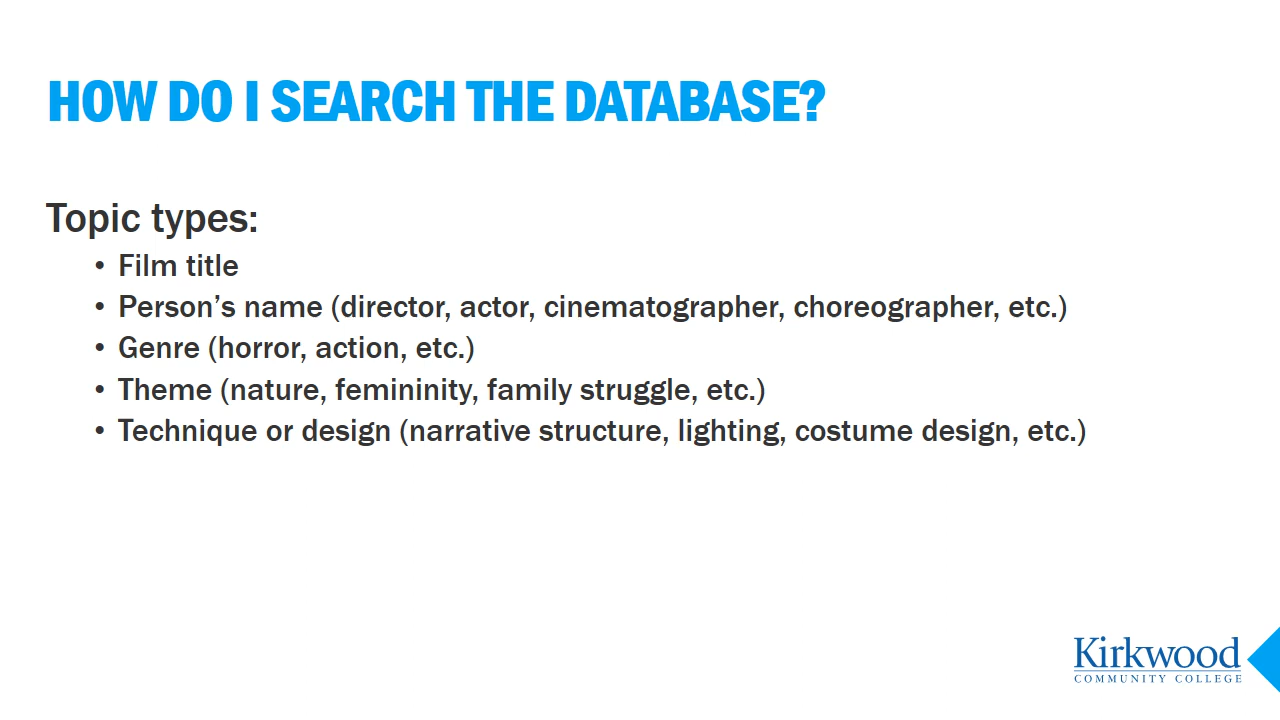 HOW DO I SEARCH THE DATABASE?
Topic types:
• Film title
• Person’s name (director, actor, cinematographer, choreographer, etc.)
• Genre (horror, action, etc.)
• Theme (nature, femininity, family struggle, etc.)
• Technique or design (narrative structure, lighting, costume design, etc.)
Kirkwood
COMMUNITY COLLEGE